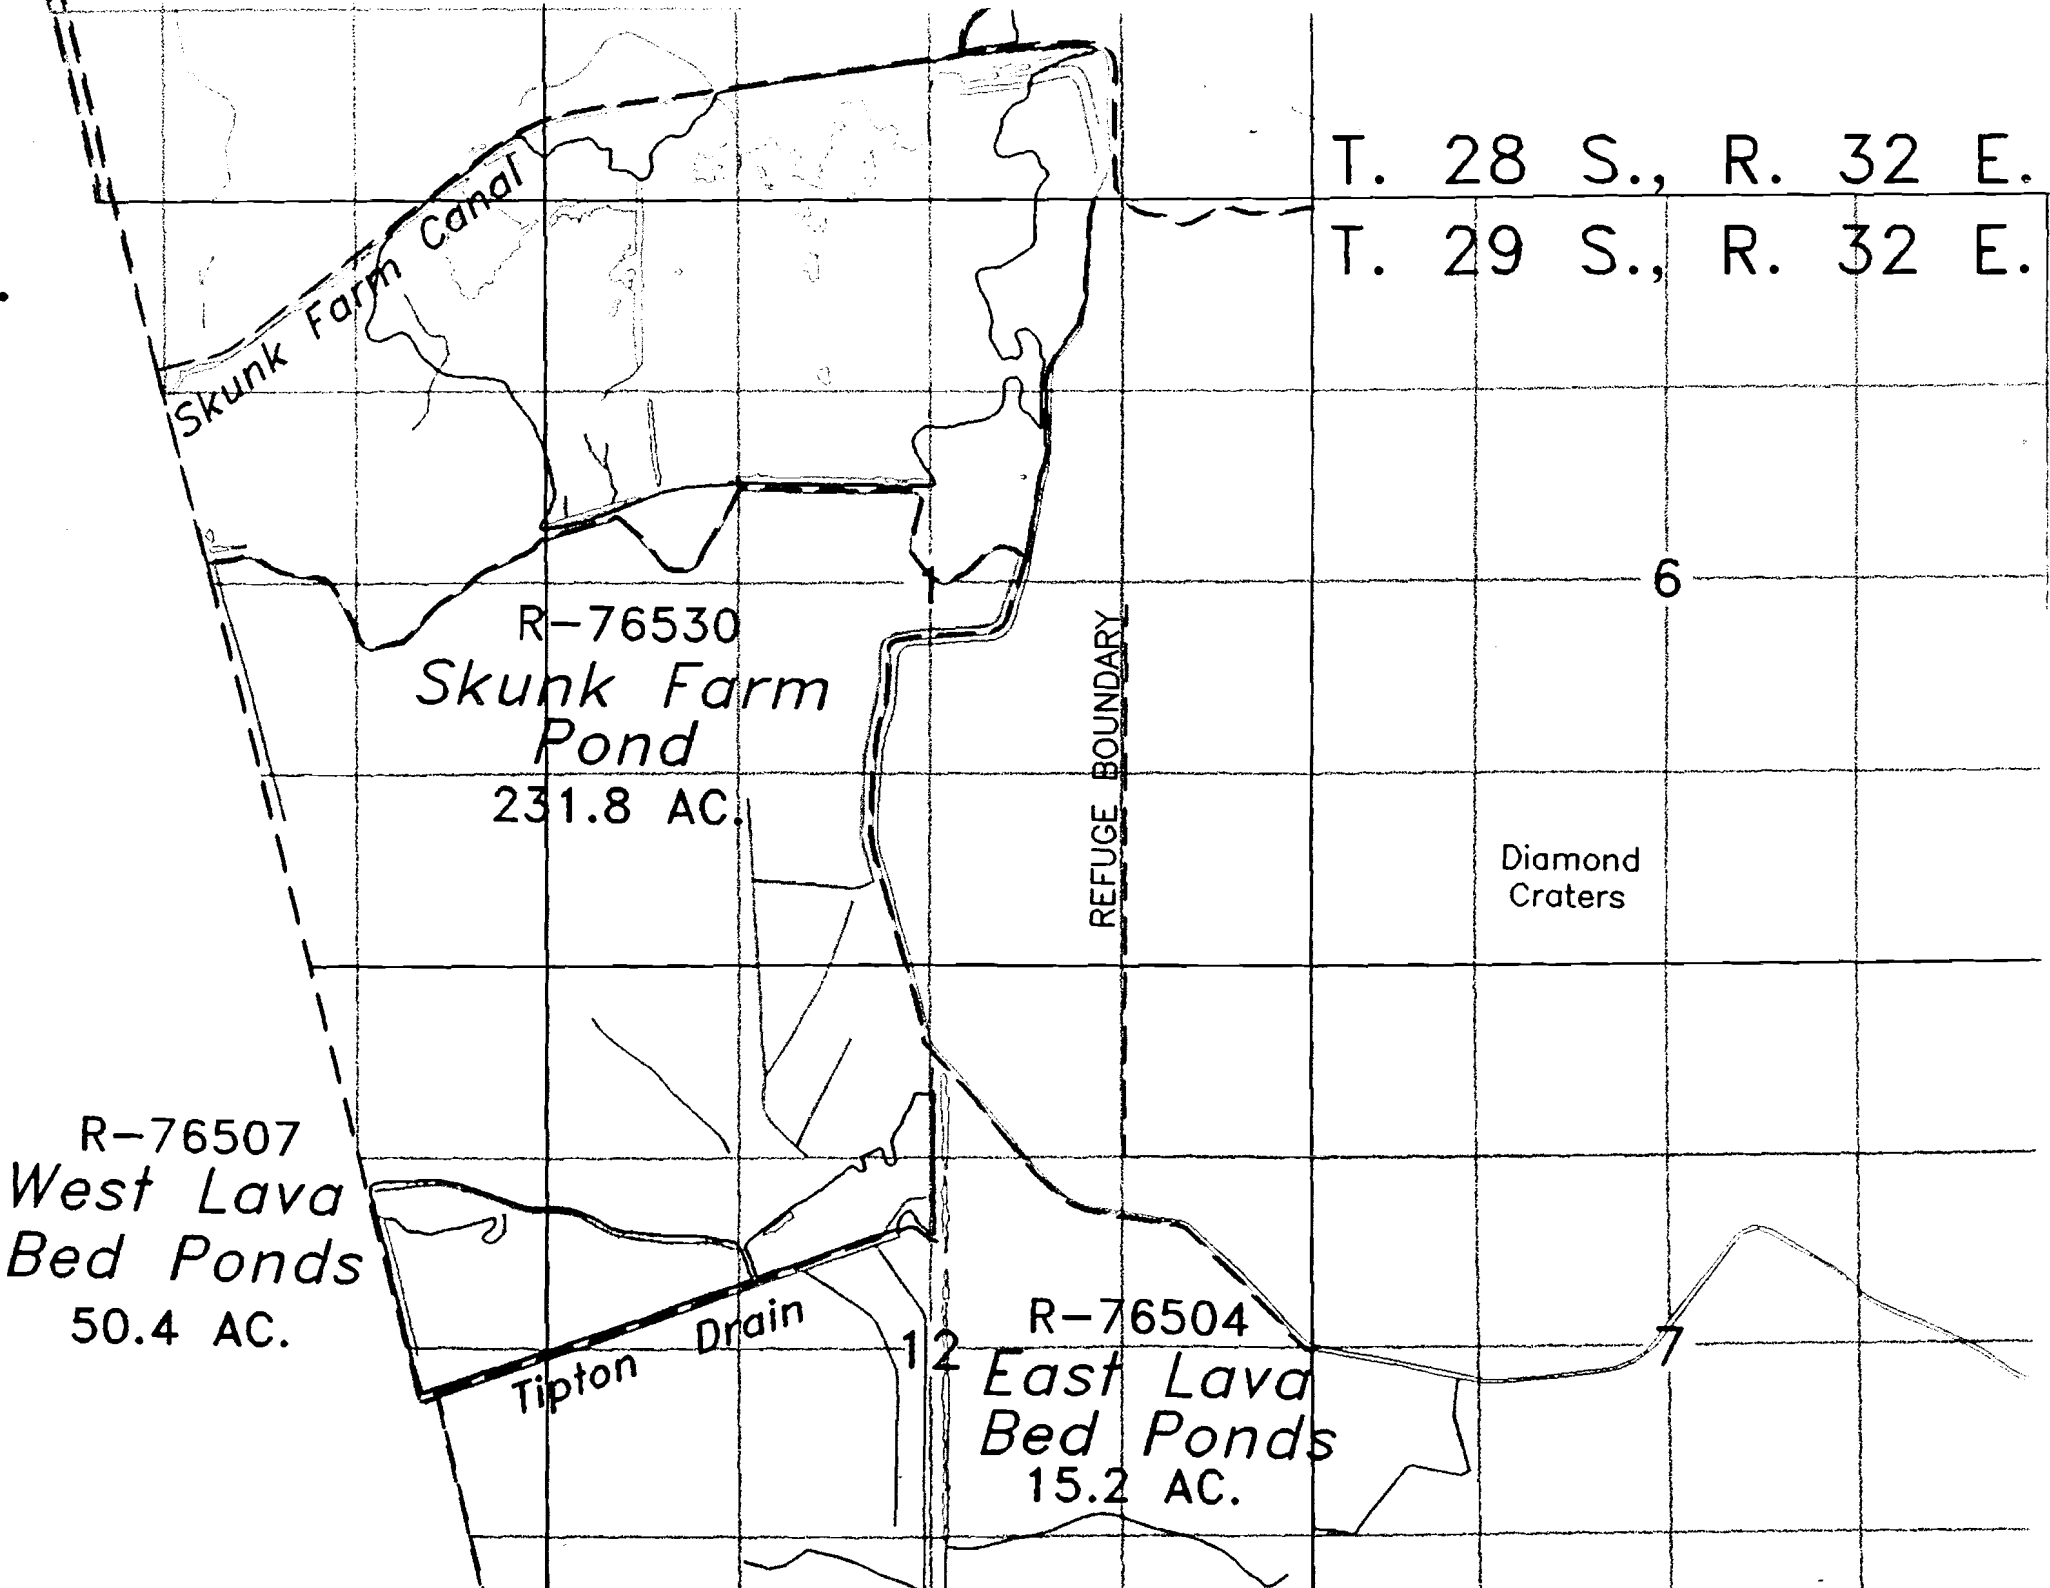 T. 28 S., R. 32 E.
T. 29 S., R. 32 E.
Skunk Farm Canal
1
6
R-76530
Skunk Farm
Pond
231.8 AC.
REFUGE BOUNDARY
Diamond
Craters
R-76507
West Lava
Bed Ponds
50.4 AC.
Tipton Drain
12
R-76504
East Lava
Bed Ponds
15.2 AC.
7